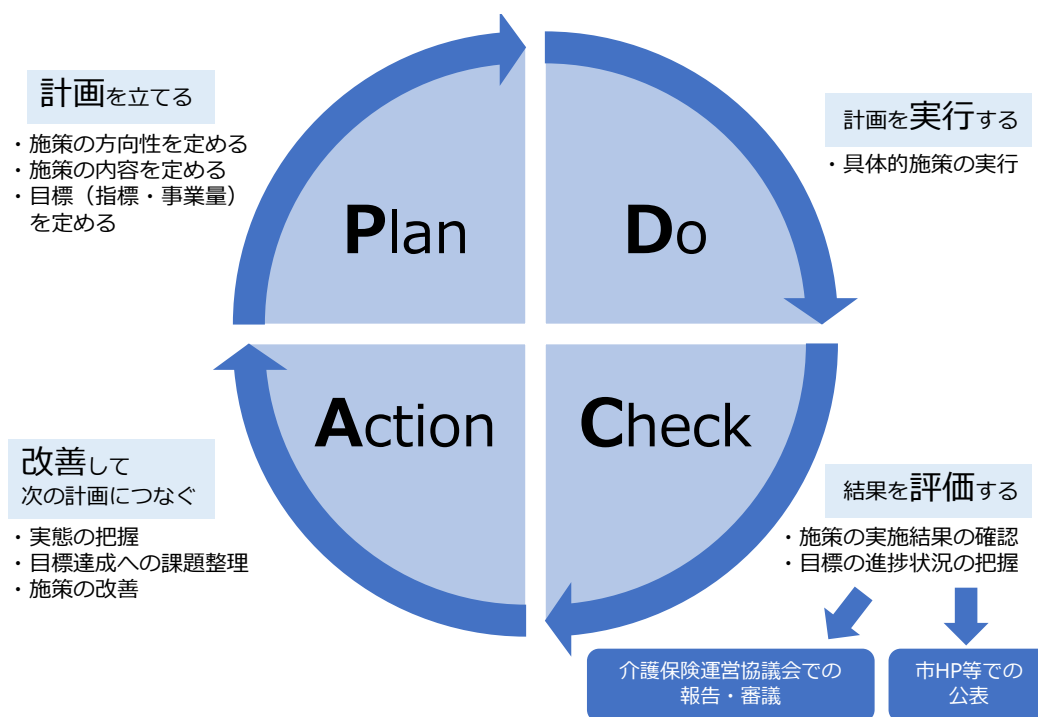 計画を立てる
・施策の方向性を定める
・施策の内容を定める
・目標（指標・事業量）
を定める
Plan
Do
計画を実行する
・具体的施策の実行
Action
Check
改善して
次の計画につなぐ
・実態の把握
・目標達成への課題整理
・施策の改善
結果を評価する
・施策の実施結果の確認
・目標の進捗状況の把握
介護保険運営協議会での
報告・審議
市HP等での
公表